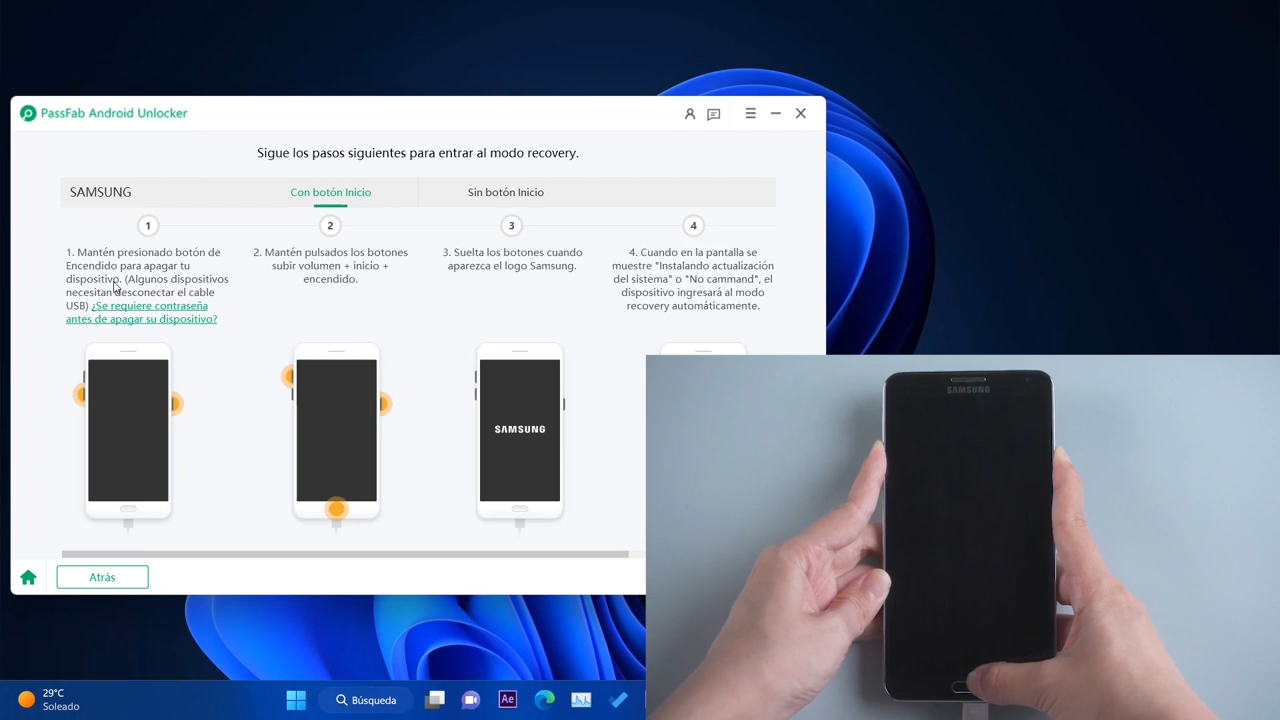 PassFab Android Unlocker
Sigue los pasos siguientes para entrar al modo recovery.
SAMSUNG
Con botón Inicio
Sin botón Inicio
1
2
3
4
1. Mantén presionado botón de
Encendido para apagar tu
dispositivo. (Algunos dispositivos
necesitan desconectar el cable
USB) ¿Se requiere contraseña
antes de apagar su dispositivo?
2. Mantén pulsados los botones
subir volumen + inicio +
encendido.
3. Suelta los botones cuando
aparezca el logo Samsung.
4. Cuando en la pantalla se
muestre "Instalando actualización
del sistema" o "No cammand", el
dispositivo ingresará al modo
recovery automáticamente.
SAMSUNG
SAMSUNG
Atrás
29°C
Soleado
Búsqueda
Ae